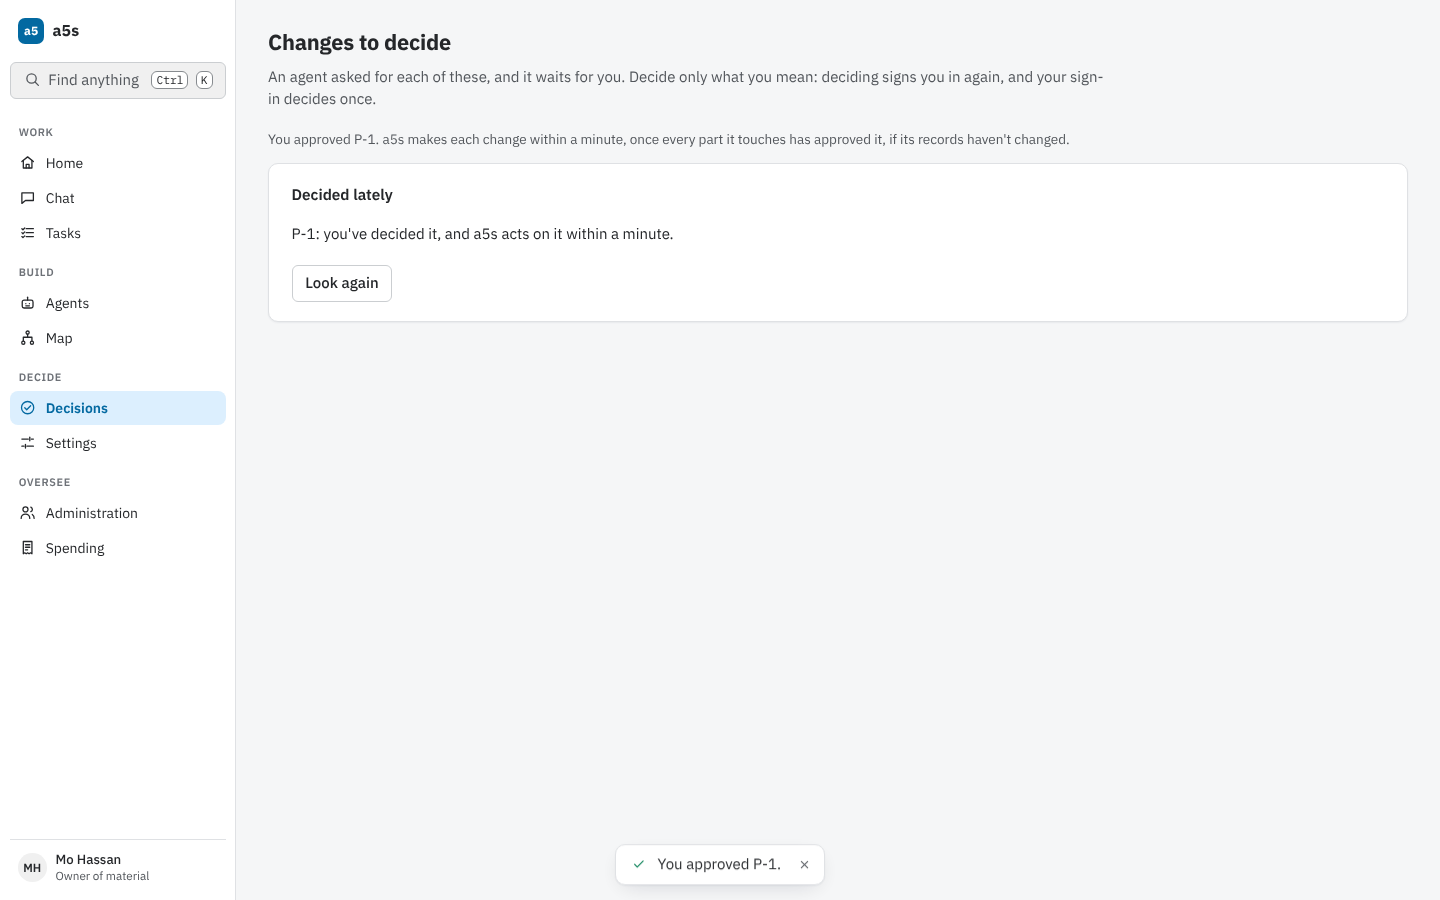 a5 a5s
Find anything Ctrl K
WORK
Home
Chat
Tasks
BUILD
Agents
Map
DECIDE
Decisions
Settings
OVERSEE
Administration
Spending
MH Mo Hassan
Owner of material
Changes to decide
An agent asked for each of these, and it waits for you. Decide only what you mean: deciding signs you in again, and your sign-
in decides once.
You approved P-1. a5s makes each change within a minute, once every part it touches has approved it, if its records haven't changed.
Decided lately
P-1: you've decided it, and a5s acts on it within a minute.
Look again
You approved P-1.